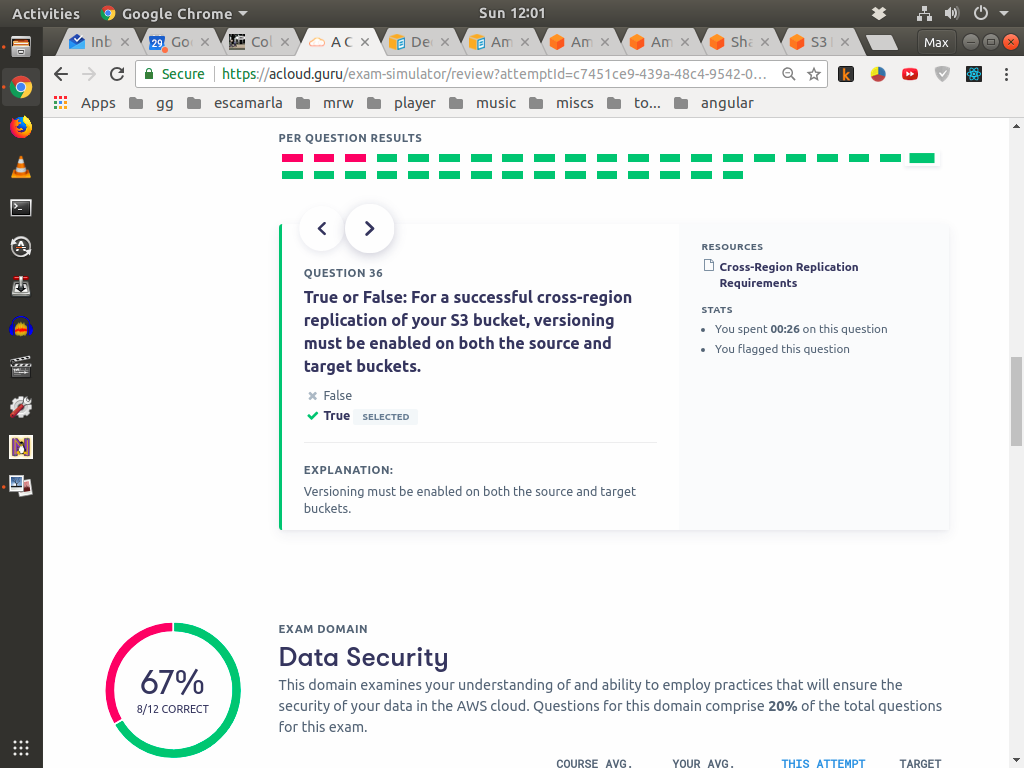 Activities Google Chrome Sun 12:01
Inb 29 Go Col A C De Am Am Am Sha S3 Max
Secure https://acloud.guru/exam-simulator/review?attemptId=c7451ce9-439a-48c4-9542-0...
Apps gg escamarla mrw player music miscs to... angular
PER QUESTION RESULTS
QUESTION 36
True or False: For a successful cross-region
replication of your S3 bucket, versioning
must be enabled on both the source and
target buckets.
False
True SELECTED
EXPLANATION:
Versioning must be enabled on both the source and target
buckets.
RESOURCES
Cross-Region Replication
Requirements
STATS
You spent 00:26 on this question
You flagged this question
67%
8/12 CORRECT
EXAM DOMAIN
Data Security
This domain examines your understanding of and ability to employ practices that will ensure the
security of your data in the AWS cloud. Questions for this domain comprise 20% of the total questions
for this exam.
COURSE AVG. YOUR AVG. THIS ATTEMPT TARGET